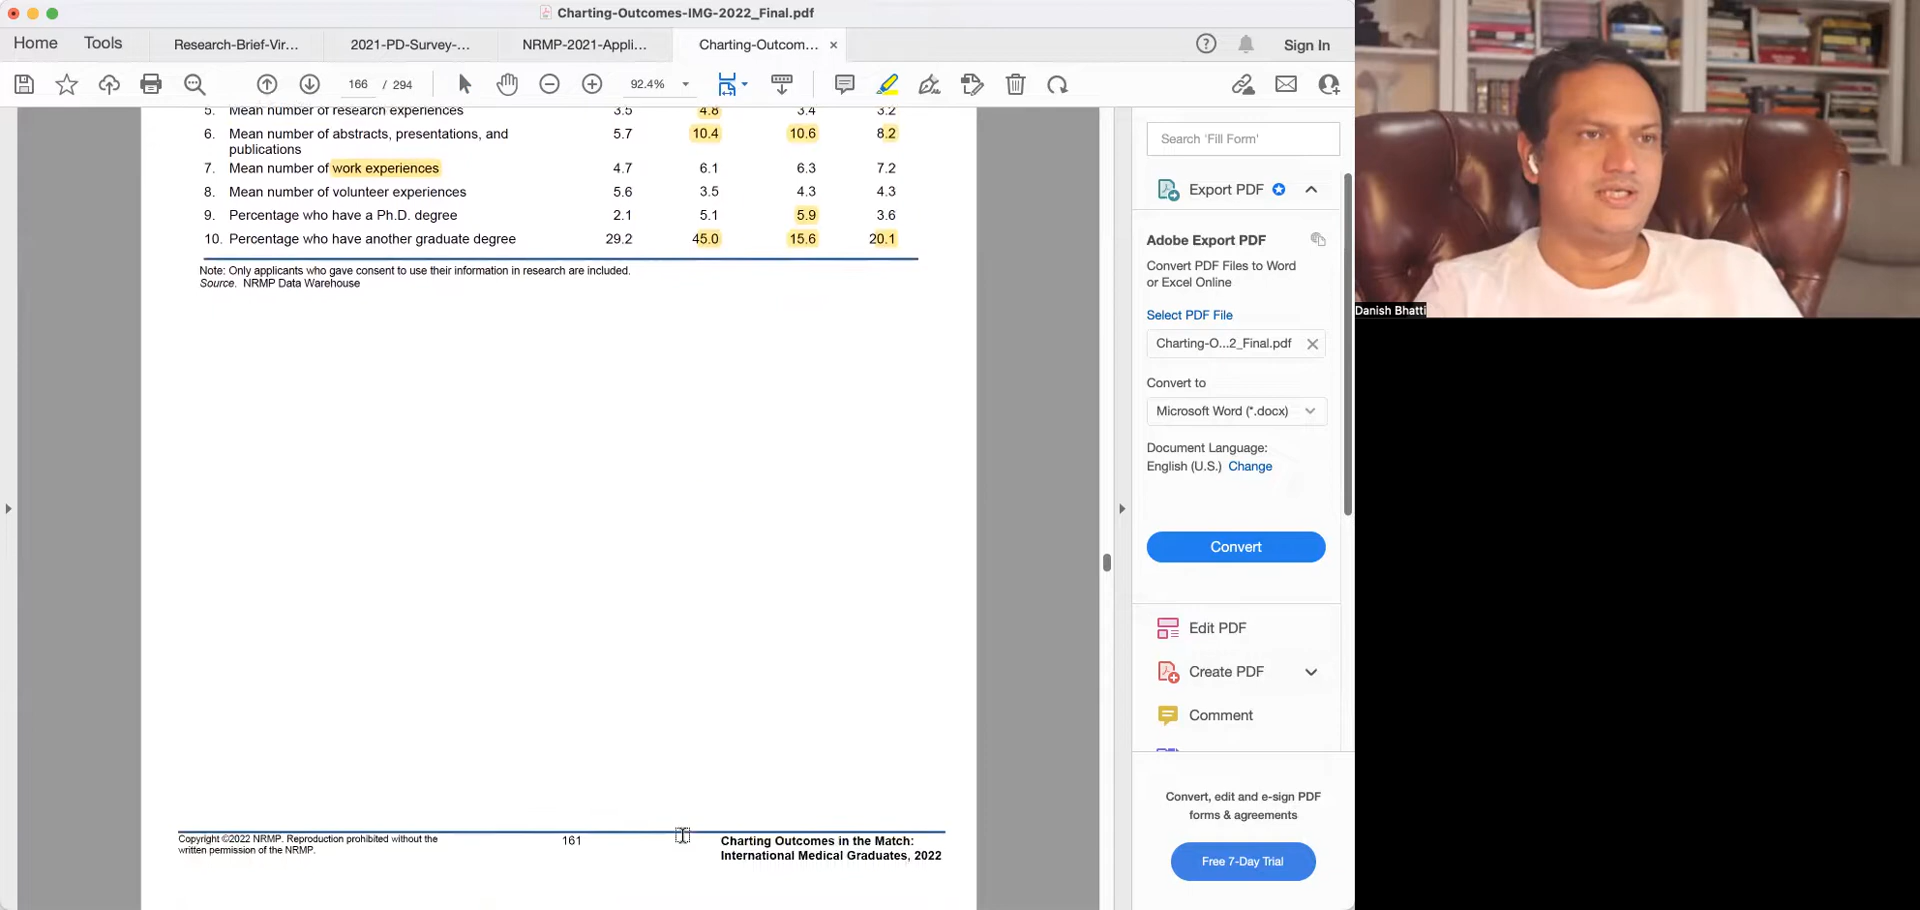 Charting-Outcomes-IMG-2022_Final.pdf
Home Tools Research-Brief-Vir... 2021-PD-Survey-... NRMP-2021-Appli... Charting-Outcom... × Sign In
166 / 294 92.4%
5. Mean number of research experiences 3.5 4.8 3.4 3.2
6. Mean number of abstracts, presentations, and 5.7 10.4 10.6 8.2
publications
7. Mean number of work experiences 4.7 6.1 6.3 7.2
8. Mean number of volunteer experiences 5.6 3.5 4.3 4.3
9. Percentage who have a Ph.D. degree 2.1 5.1 5.9 3.6
10. Percentage who have another graduate degree 29.2 45.0 15.6 20.1
Note: Only applicants who gave consent to use their information in research are included.
Source. NRMP Data Warehouse
Copyright ©2022 NRMP. Reproduction prohibited without the
written permission of the NRMP.
161
Charting Outcomes in the Match:
International Medical Graduates, 2022
Search 'Fill Form'
Export PDF
Adobe Export PDF
Convert PDF Files to Word
or Excel Online
Select PDF File
Charting-O...2_Final.pdf
Convert to
Microsoft Word (*.docx)
Document Language:
English (U.S.) Change
Convert
Edit PDF
Create PDF
Comment
Convert, edit and e-sign PDF
forms & agreements
Free 7-Day Trial
Danish Bhatti